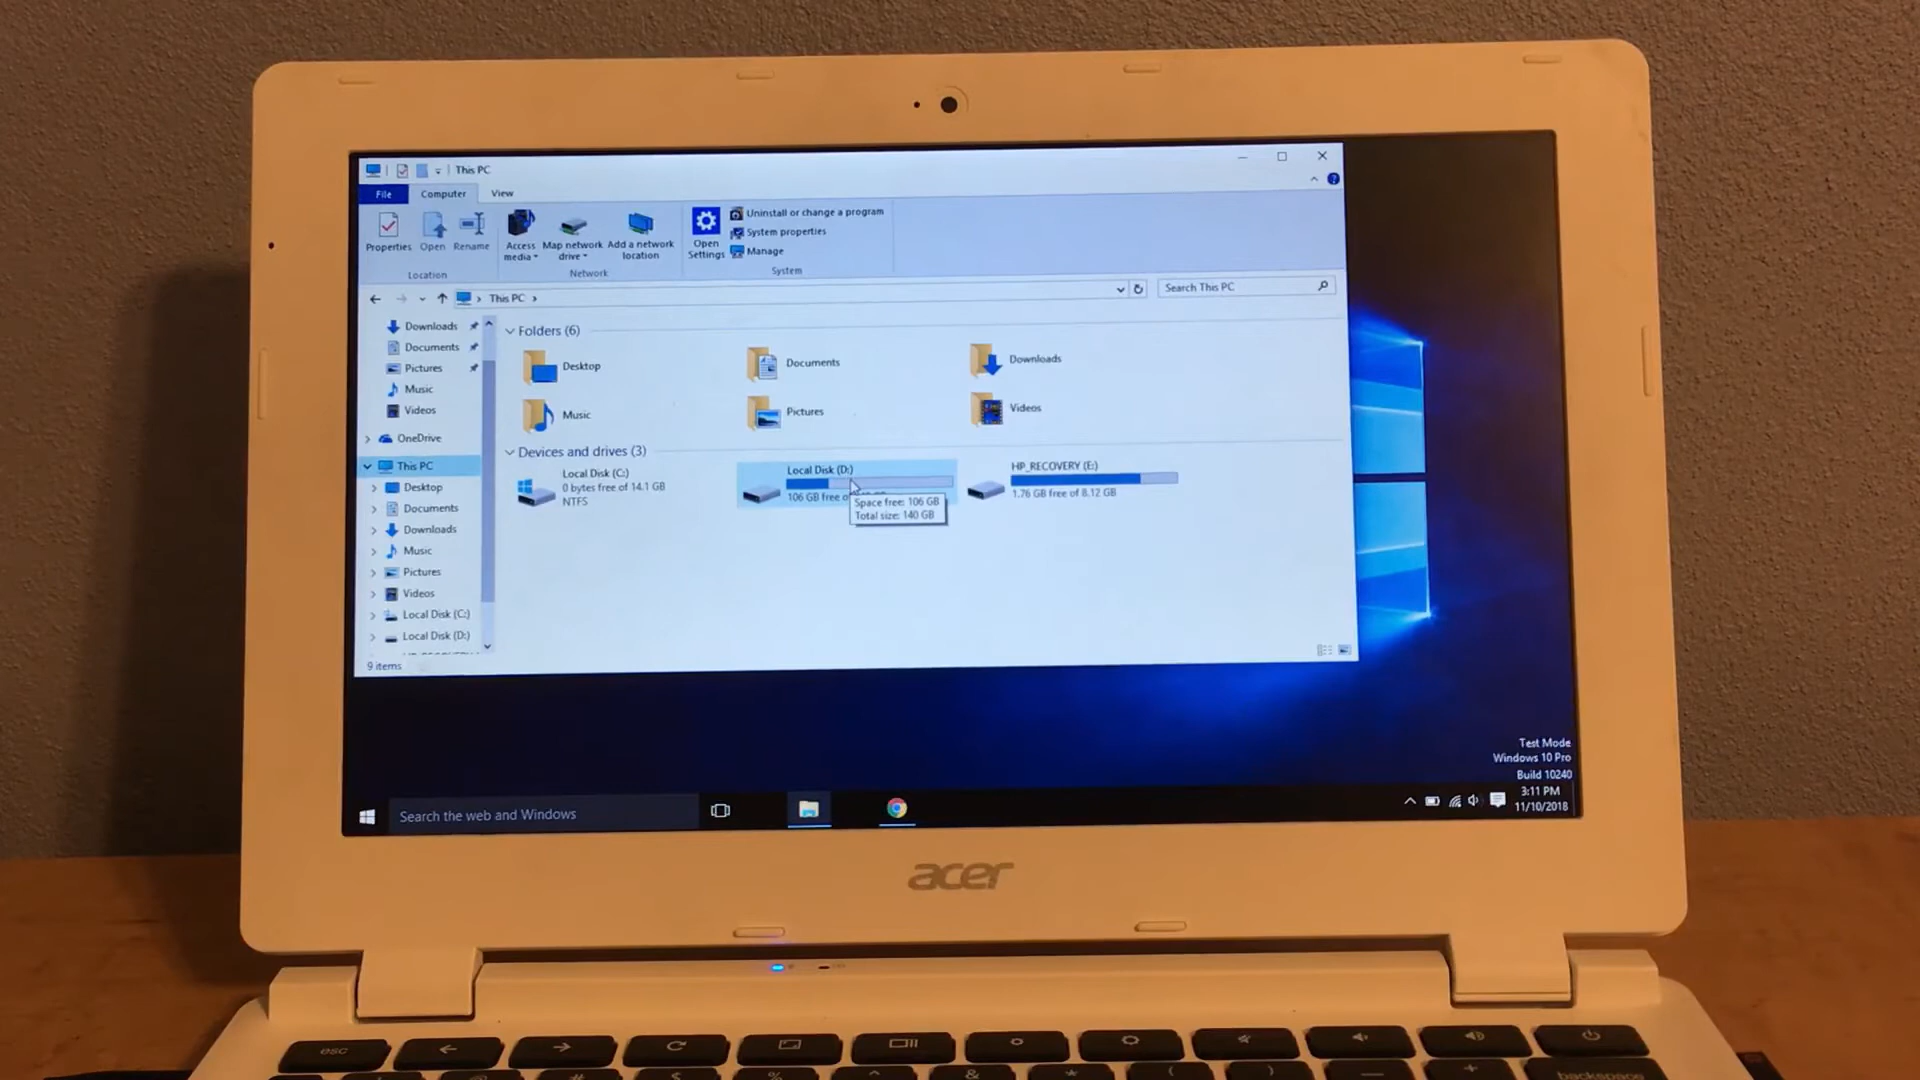 This PC
File Computer View
Properties Open Rename
Access media Map network drive Add a network location
Open Settings
Uninstall or change a program
System properties
Manage
Location Network System
This PC
Search This PC
Downloads
Documents
Pictures
Music
Videos
OneDrive
This PC
Desktop
Documents
Downloads
Music
Pictures
Videos
Local Disk (C:)
Local Disk (D:)
9 items
Folders (6)
Desktop Documents Downloads
Music Pictures Videos
Devices and drives (3)
Local Disk (C:)
0 bytes free of 14.1 GB
NTFS
Local Disk (D:)
106 GB free of
Space free: 106 GB
Total size: 140 GB
HP_RECOVERY (E:)
1.76 GB free of 8.12 GB
Test Mode
Windows 10 Pro
Build 10240
Search the web and Windows
3:11 PM
11/10/2018
acer
esc
backspace